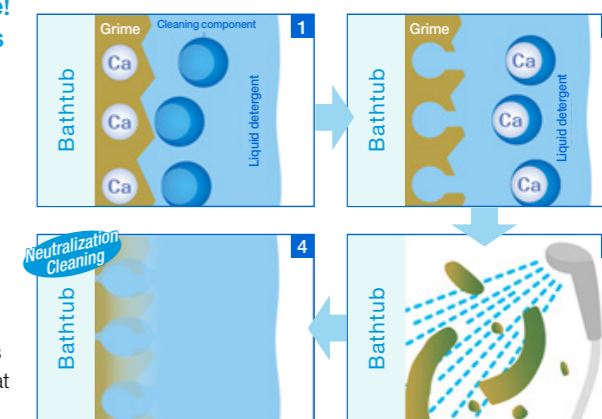 e!
s
Grime
Cleaning component
1
Ca
Ca
Ca
Bathtub
Liquid detergent
Grime
Ca
Ca
Ca
Bathtub
Liquid detergent
Neutralization
Cleaning
4
Bathtub
Bathtub
s
at